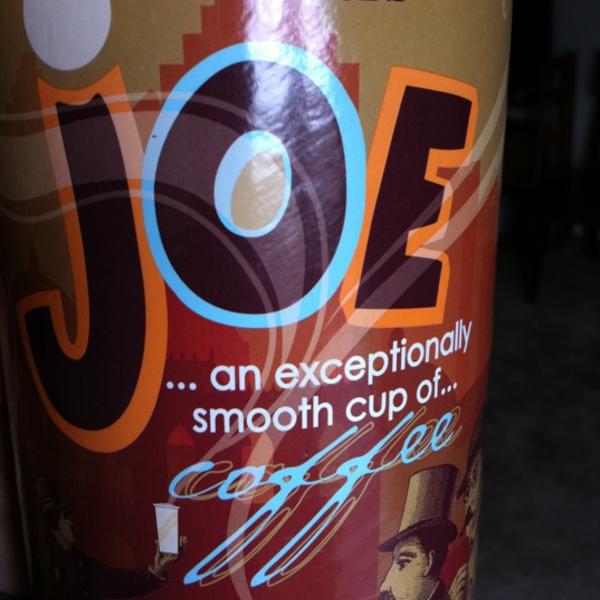 JOE
... an exceptionally
smooth cup of...
coffee